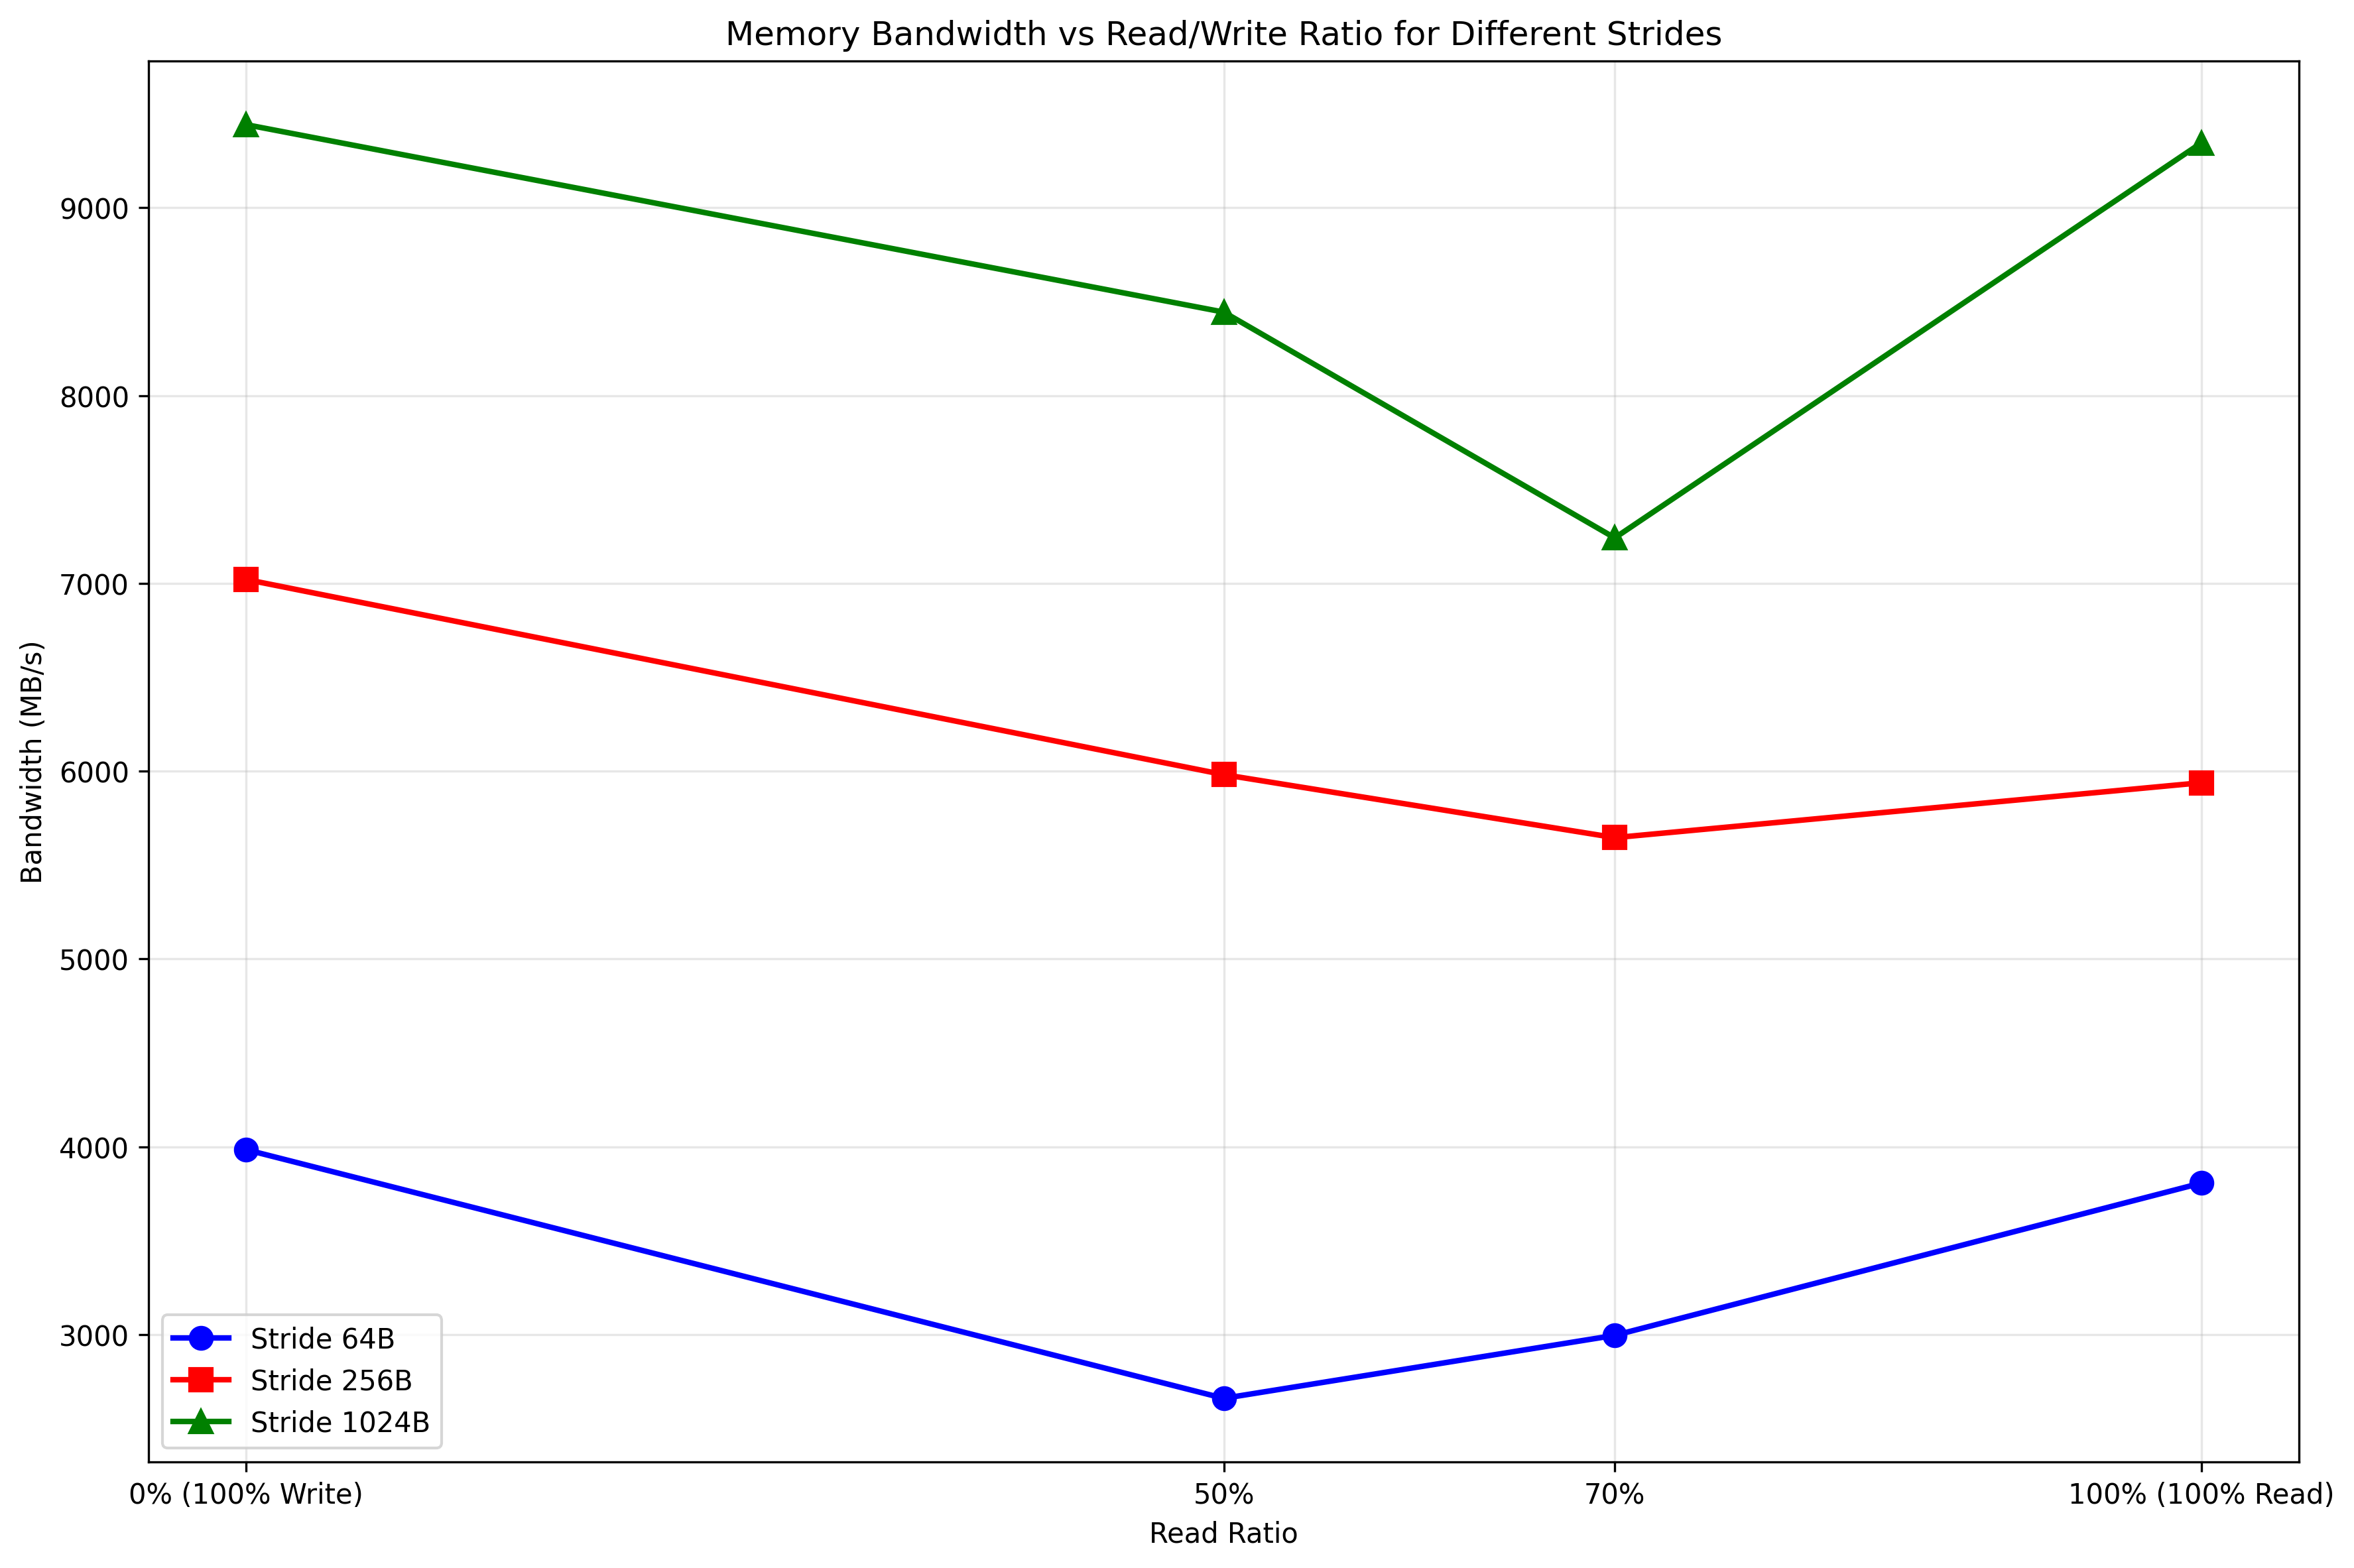 Memory Bandwidth vs Read/Write Ratio for Different Strides
Bandwidth (MB/s)
9000
8000
7000
6000
5000
4000
3000
Stride 64B
Stride 256B
Stride 1024B
0% (100% Write)
50%
70%
100% (100% Read)
Read Ratio